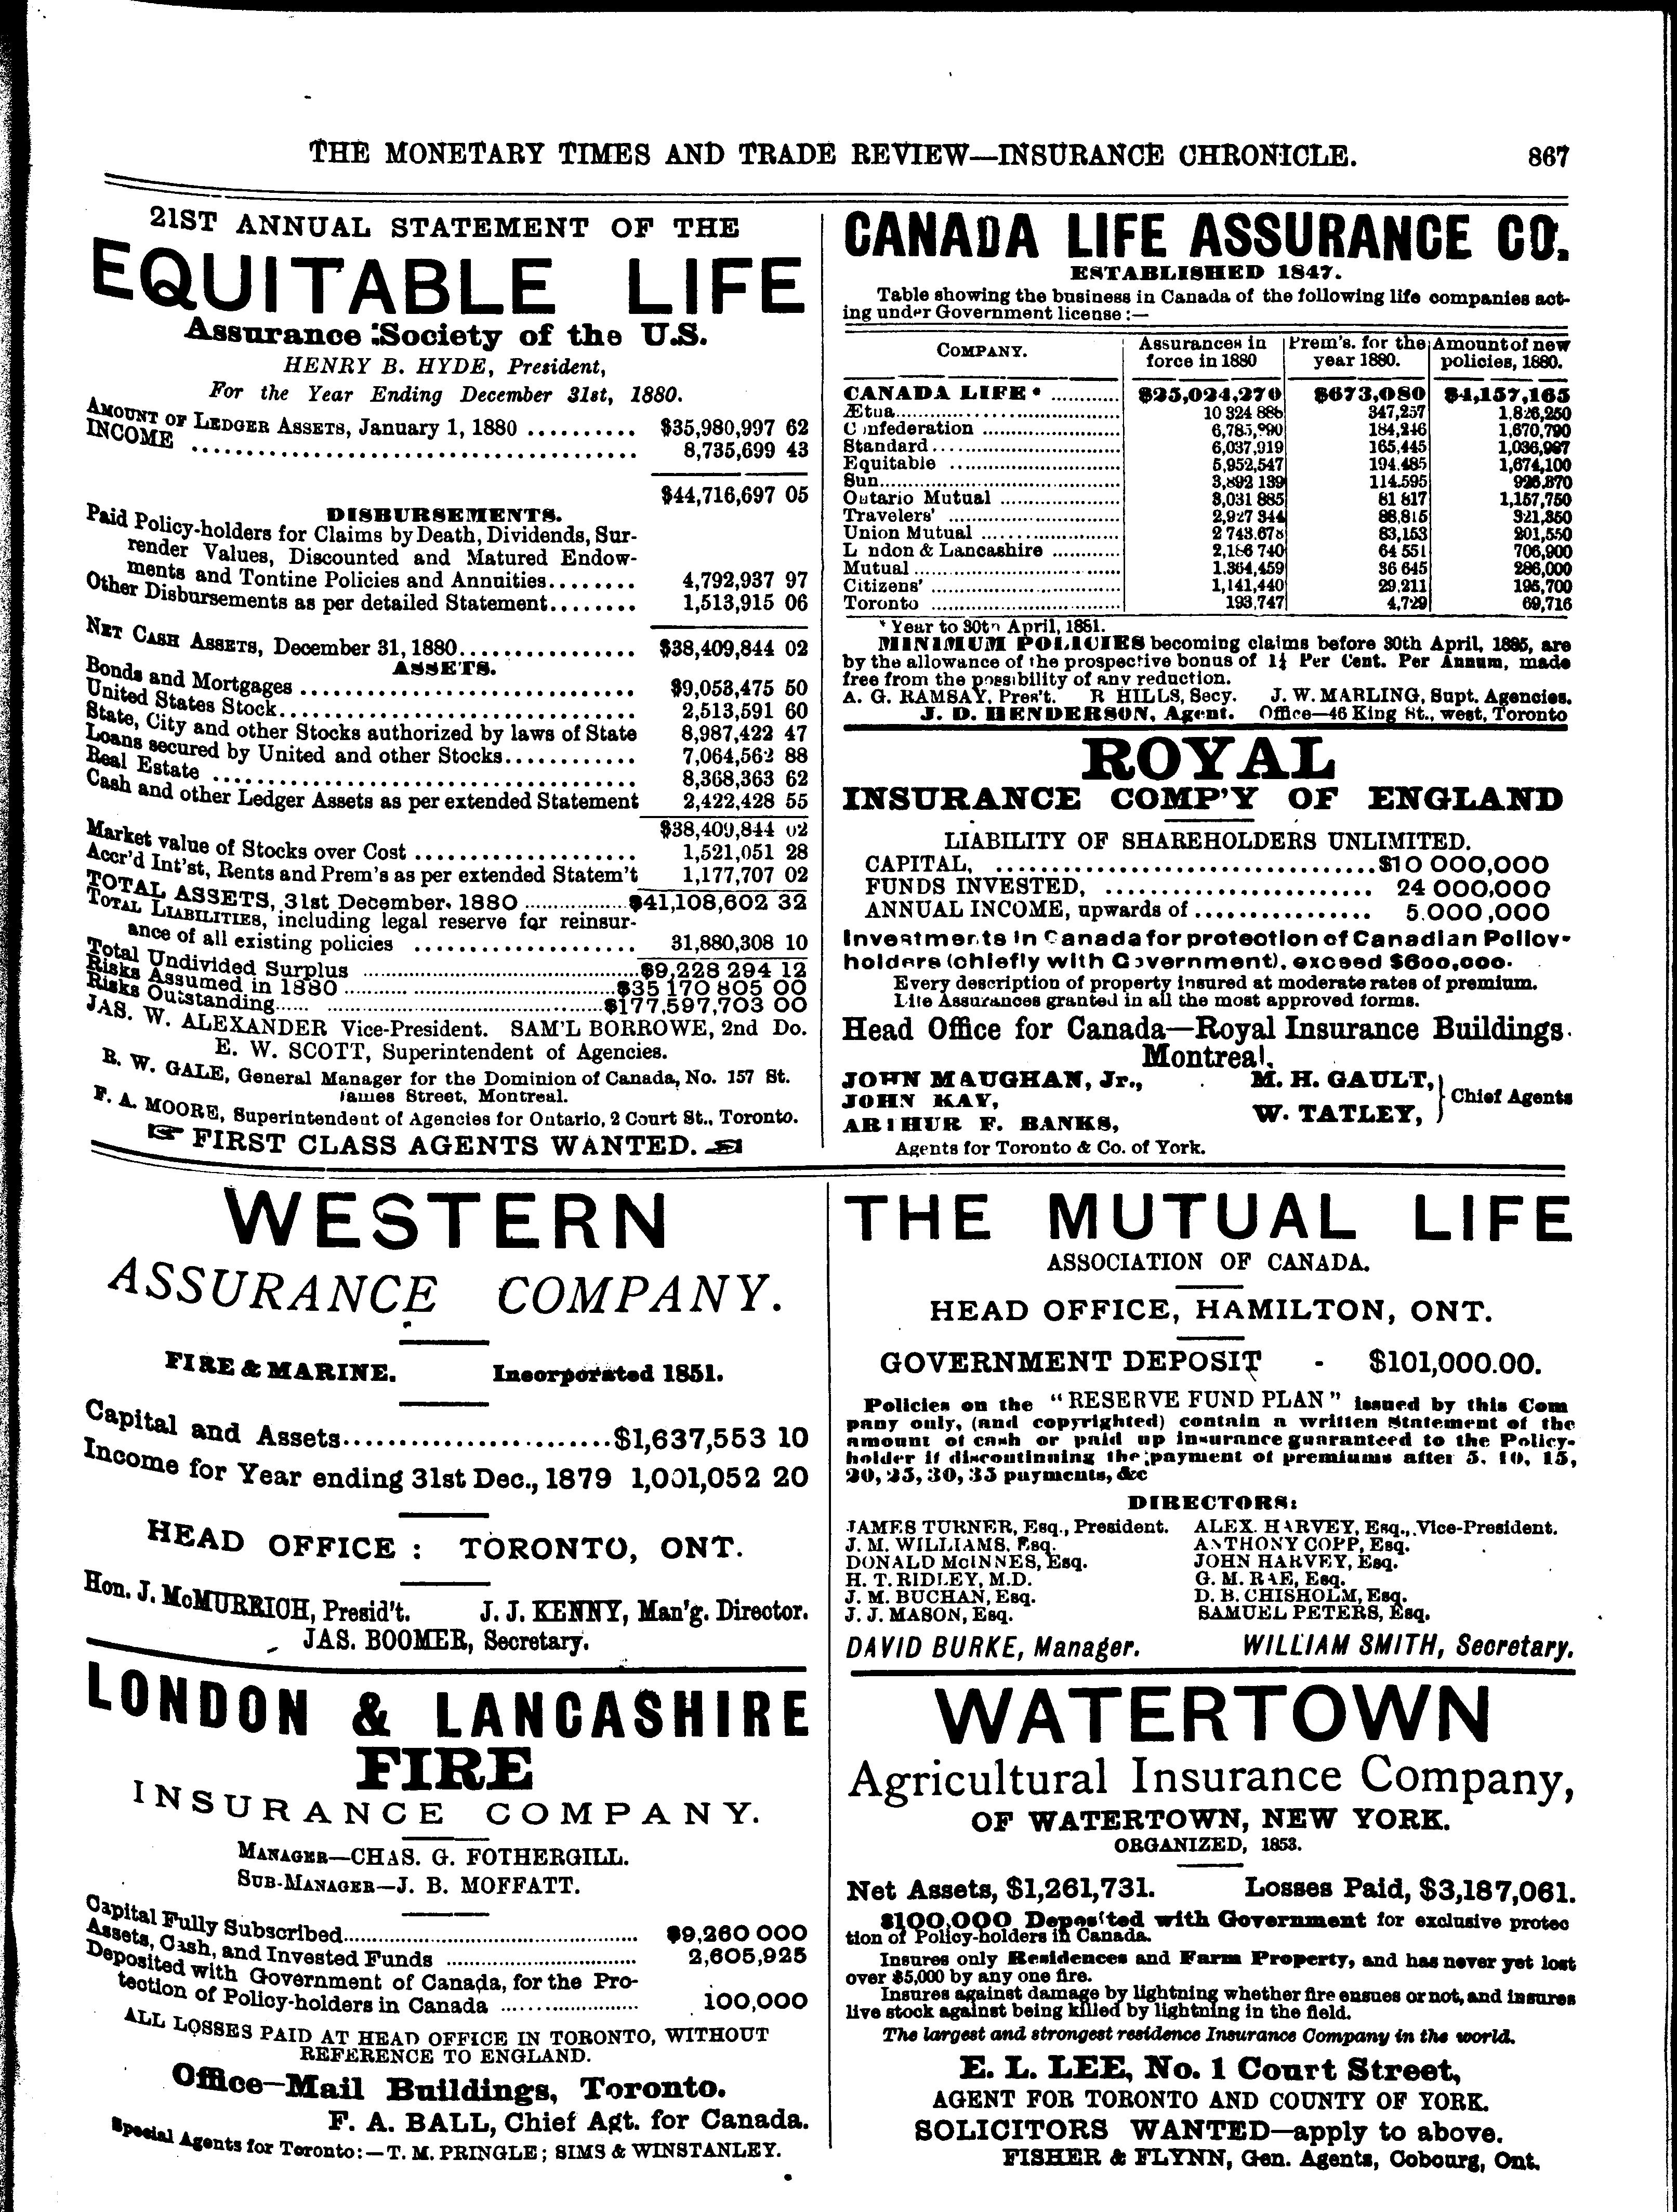 THE MONETARY TIMES AND TRADE REVIEW—INSURANCE CHRONICLE. 867
21ST ANNUAL STATEMENT OF THE
EQUITABLE LIFE
Assurance Society of the U.S.
HENRY B. HYDE, President,
For the Year Ending December 31st, 1880.
AMOUNT OF LEDGER ASSETS, January 1, 1880 .......... $35,980,997 62
INCOME ........................................ 8,735,699 43
$44,716,697 05
DISBURSEMENTS.
Paid Policy-holders for Claims by Death, Dividends, Sur-
render Values, Discounted and Matured Endow-
ments and Tontine Policies and Annuities........ 4,792,937 97
Other Disbursements as per detailed Statement........ 1,513,915 06
NET CASH ASSETS, December 31, 1880................ $38,409,844 02
ASSETS.
Bonds and Mortgages ................................ $9,053,475 50
United States Stock.................................. 2,513,591 60
State, City and other Stocks authorized by laws of State 8,987,422 47
Loans secured by United and other Stocks............ 7,064,562 88
Real Estate ........................................ 8,368,363 62
Cash and other Ledger Assets as per extended Statement 2,422,428 55
$38,409,844 02
Market value of Stocks over Cost ..................... 1,521,051 28
Accr'd Int'st, Rents and Prem's as per extended Statem't 1,177,707 02
TOTAL ASSETS, 31st December, 1880 ................$41,108,602 32
TOTAL LIABILITIES, including legal reserve for reinsur-
ance of all existing policies ..................... 31,880,308 10
Total Undivided Surplus ..........................................$9,228 294 12
Risks Assumed in 1880 ..........................................$35 170 805 00
Risks Outstanding...... ..........................................$177,597,703 00
JAS. W. ALEXANDER Vice-President. SAM'L BORROWE, 2nd Do.
E. W. SCOTT, Superintendent of Agencies.
R. W. GALE, General Manager for the Dominion of Canada, No. 157 St.
James Street, Montreal.
F. A. MOORE, Superintendent of Agencies for Ontario, 2 Court St., Toronto.
☞ FIRST CLASS AGENTS WANTED. ☜
CANADA LIFE ASSURANCE CO.
ESTABLISHED 1847.
Table showing the business in Canada of the following life companies act-
ing under Government license :—
COMPANY. Assurances in force in 1880 Prem's. for the year 1880. Amount of new policies, 1880.
CANADA LIFE * ............ $25,024,270 $673,080 $4,157,165
Ætna........................ 10 324 888 347,257 1,826,250
C nfederation ........................ 6,785,990 184,246 1,670,790
Standard........................ 6,037,919 165,445 1,036,987
Equitable ........................ 5,952,547 194.485 1,674,100
Sun........................ 3,892 139 114.595 926,870
Ontario Mutual ..................... 3,031 885 81 817 1,157,750
Travelers' ........................ 2,927 344 88,815 321,350
Union Mutual ........................ 2 743.678 83,153 201,550
L ndon & Lancashire ............ 2,186 740 64 551 706,900
Mutual........................ 1.364,459 36 645 286,000
Citizens' ........................ 1,141,440 29,211 195,700
Toronto ........................ 193,747 4,729 69,716
* Year to 30th April, 1881.
MINIMUM POLICIES becoming claims before 30th April, 1885, are
by the allowance of the prospective bonus of 1¼ Per Cent. Per Annum, made
free from the possibility of any reduction.
A. G. RAMSAY, Pres't. R HILLS, Secy. J. W. MARLING, Supt. Agencies.
J. D. HENDERSON, Agent. Office—46 King St., west, Toronto
ROYAL
INSURANCE COMP'Y OF ENGLAND
LIABILITY OF SHAREHOLDERS UNLIMITED.
CAPITAL, ....................................$10 000,000
FUNDS INVESTED, ........................ 24 000,000
ANNUAL INCOME, upwards of ................ 5.000,000
Investments in Canada for protection of Canadian Policy-
holders (chiefly with Government), exceed $600,000.
Every description of property insured at moderate rates of premium.
Life Assurances granted in all the most approved forms.
Head Office for Canada—Royal Insurance Buildings.
Montreal.
JOHN MAUGHAN, Jr., M. H. GAULT,
JOHN KAY, Chief Agents
ARTHUR F. BANKS, W. TATLEY,
Agents for Toronto & Co. of York.
WESTERN
ASSURANCE COMPANY.
FIRE & MARINE. Incorporated 1851.
Capital and Assets..........................$1,637,553 10
Income for Year ending 31st Dec., 1879 1,001,052 20
HEAD OFFICE : TORONTO, ONT.
Hon. J. McMURRICH, Presid't. J. J. KENNY, Man'g. Director.
JAS. BOOMER, Secretary.
LONDON & LANCASHIRE
FIRE
INSURANCE COMPANY.
MANAGER—CHAS. G. FOTHERGILL.
SUB-MANAGER—J. B. MOFFATT.
Capital Fully Subscribed.......................................... $9,260 000
Assets, Cash, and Invested Funds .............................. 2,605,925
Deposited with Government of Canada, for the Pro-
tection of Policy-holders in Canada ........................ 100,000
ALL LOSSES PAID AT HEAD OFFICE IN TORONTO, WITHOUT
REFERENCE TO ENGLAND.
Office—Mail Buildings, Toronto.
F. A. BALL, Chief Agt. for Canada.
Special Agents for Toronto:—T. M. PRINGLE; SIMS & WINSTANLEY.
THE MUTUAL LIFE
ASSOCIATION OF CANADA.
HEAD OFFICE, HAMILTON, ONT.
GOVERNMENT DEPOSIT - $101,000.00.
Policies on the "RESERVE FUND PLAN" issued by this Com
pany only, (and copyrighted) contain a written Statement of the
amount of cash or paid up insurance guaranteed to the Policy-
holder if discontinuing the payment of premiums after 5, 10, 15,
20, 25, 30, 35 payments, &c
DIRECTORS:
JAMES TURNER, Esq., President. ALEX. HARVEY, Esq., Vice-President.
J. M. WILLIAMS, Esq. ANTHONY COPP, Esq.
DONALD McINNES, Esq. JOHN HARVEY, Esq.
H. T. RIDLEY, M.D. G. M. RAE, Esq.
J. M. BUCHAN, Esq. D. B. CHISHOLM, Esq.
J. J. MASON, Esq. SAMUEL PETERS, Esq.
DAVID BURKE, Manager. WILLIAM SMITH, Secretary.
WATERTOWN
Agricultural Insurance Company,
OF WATERTOWN, NEW YORK.
ORGANIZED, 1853.
Net Assets, $1,261,731. Losses Paid, $3,187,061.
$100,000 Deposited with Government for exclusive protec
tion of Policy-holders in Canada.
Insures only Residences and Farm Property, and has never yet lost
over $5,000 by any one fire.
Insures against damage by lightning whether fire ensues or not, and insures
live stock against being killed by lightning in the field.
The largest and strongest residence Insurance Company in the world.
E. L. LEE, No. 1 Court Street,
AGENT FOR TORONTO AND COUNTY OF YORK.
SOLICITORS WANTED—apply to above.
FISHER & FLYNN, Gen. Agents, Cobourg, Ont.